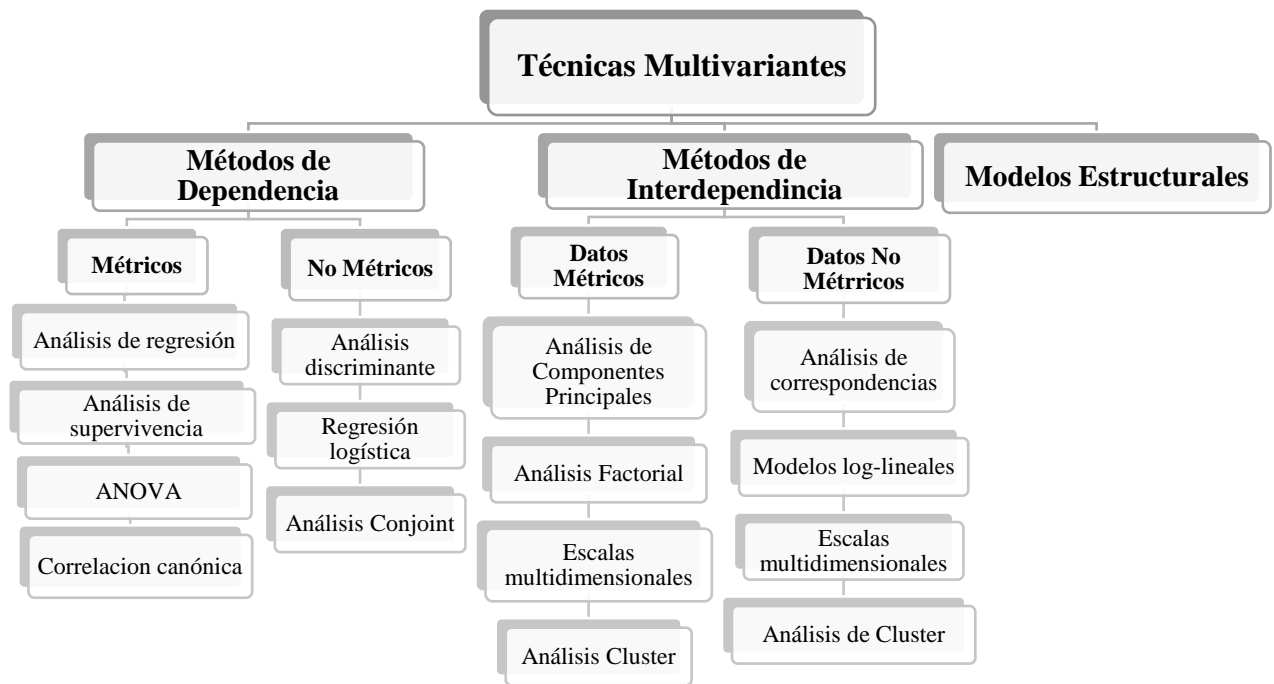 Técnicas Multivariantes
Métodos de
Dependencia
Métodos de
Interdependincia
Modelos Estructurales
Métricos
Análisis de regresión
Análisis de
supervivencia
ANOVA
Correlacion canónica
No Métricos
Análisis
discriminante
Regresión
logística
Análisis Conjoint
Datos
Métricos
Análisis de
Componentes
Principales
Análisis Factorial
Escalas
multidimensionales
Análisis Cluster
Datos No
Métrricos
Análisis de
correspondencias
Modelos log-lineales
Escalas
multidimensionales
Análisis de Cluster